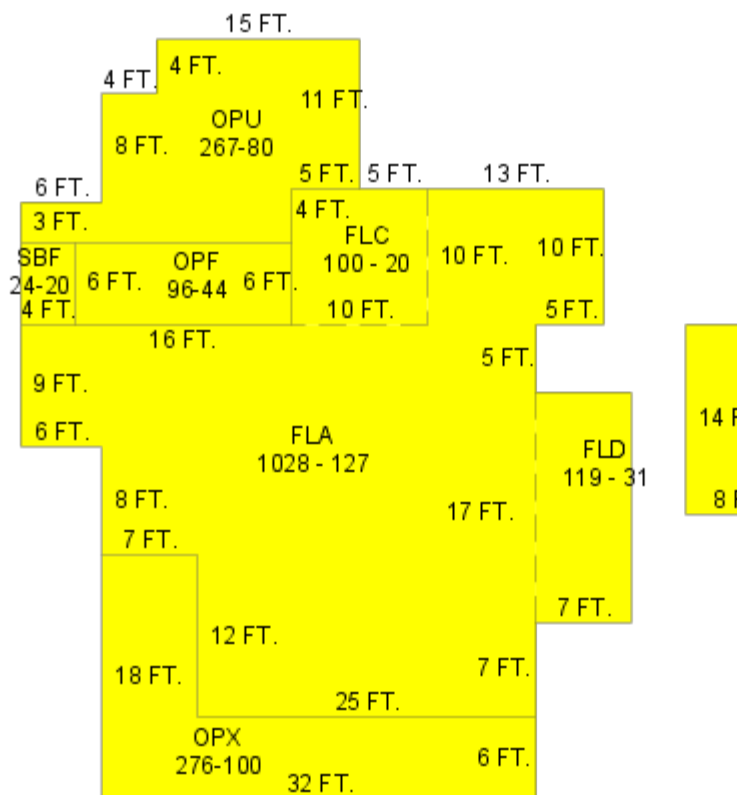 15 FT.
4 FT.
4 FT.
11 FT.
OPU
267-80
8 FT.
6 FT.
5 FT.
5 FT.
13 FT.
3 FT.
4 FT.
FLC
100 - 20
SBF
24-20
6 FT.
OPF
96-44
6 FT.
10 FT.
10 FT.
4 FT.
10 FT.
5 FT.
16 FT.
5 FT.
9 FT.
6 FT.
FLA
1028 - 127
FLD
119 - 31
14 F
8 FT.
17 FT.
8 F
7 FT.
7 FT.
12 FT.
7 FT.
18 FT.
25 FT.
OPX
276-100
6 FT.
32 FT.